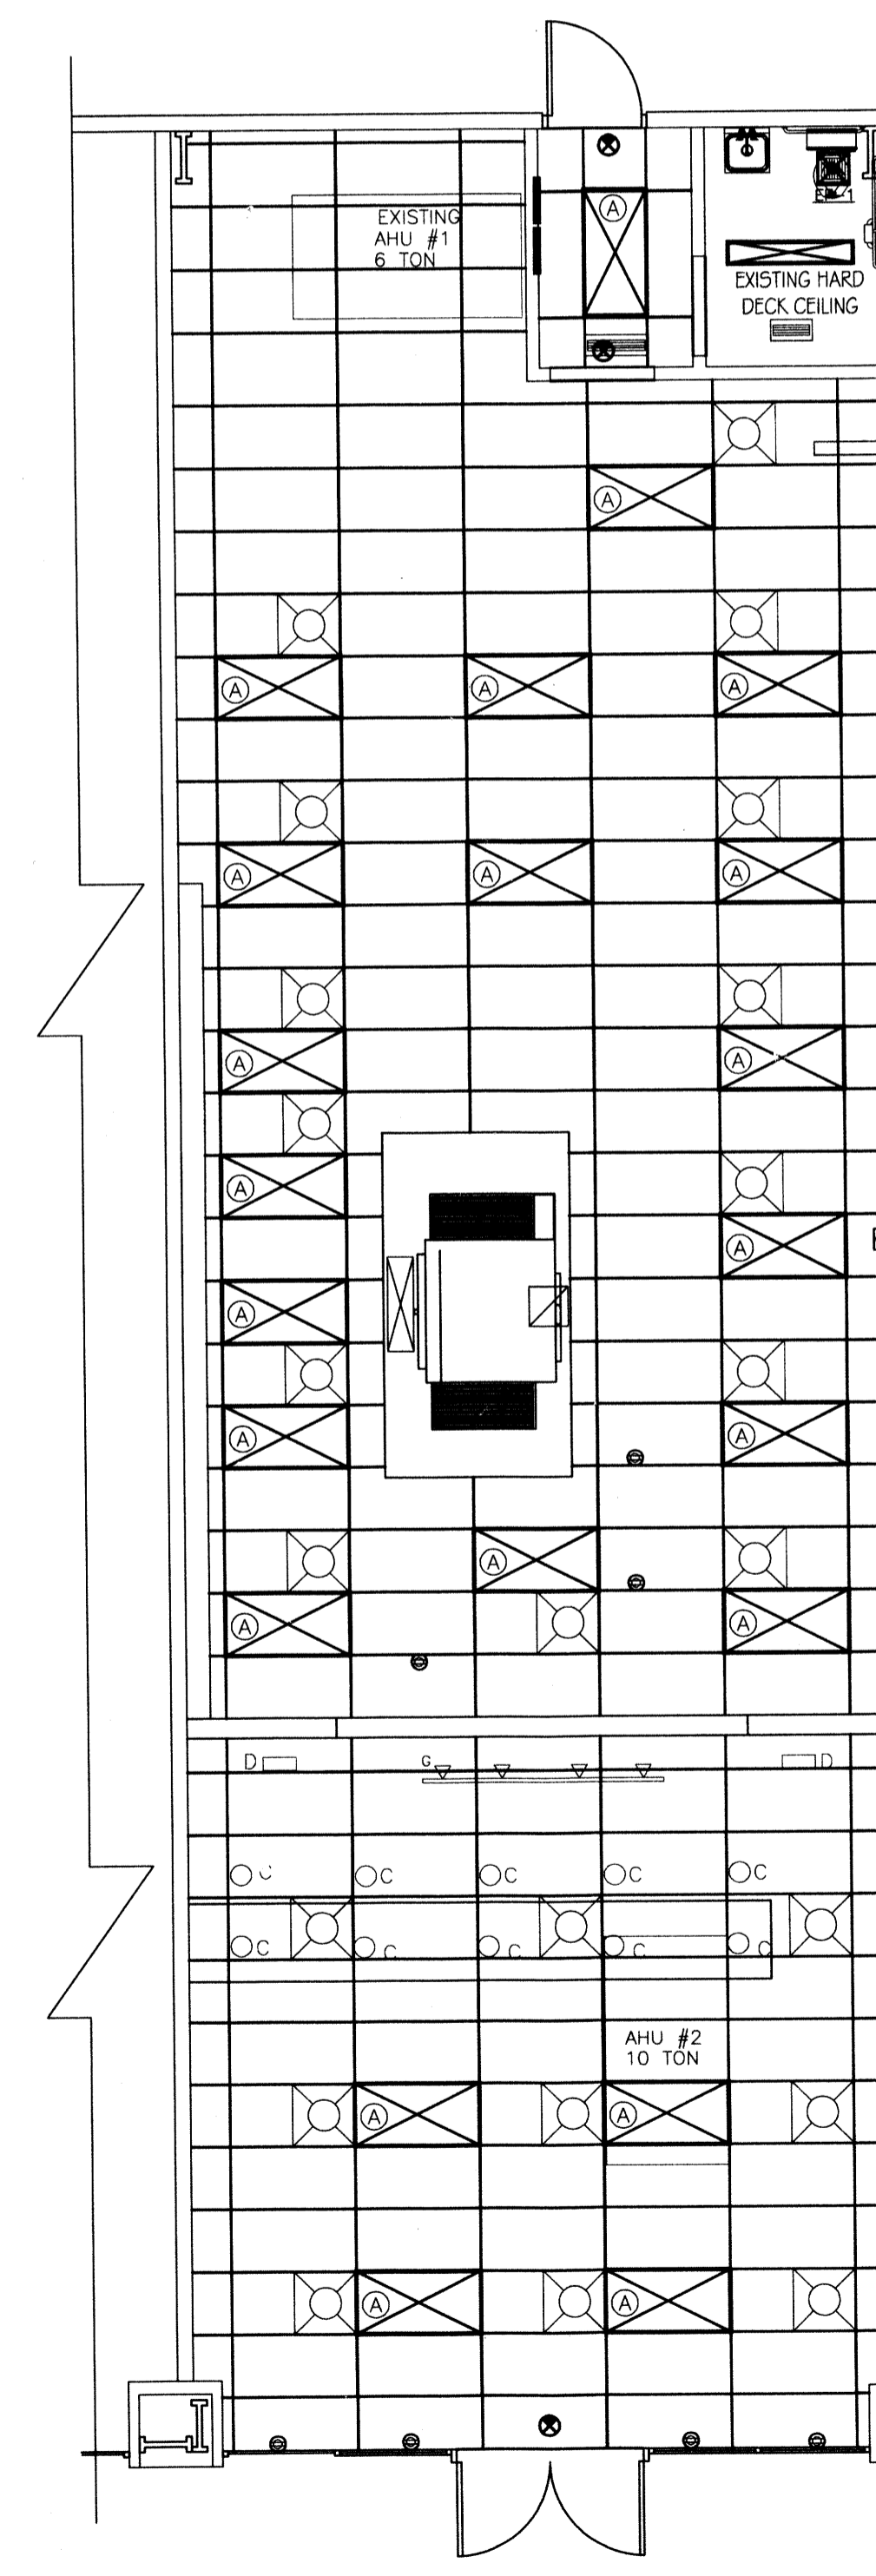 A
EXISTING
AHU #1
6 TON
EXISTING HARD
DECK CEILING
A
A A A
A A A
A A
A
A
A
A A
A
A A
D G D
C C C C
C C C C C
AHU #2
10 TON
A A
A A